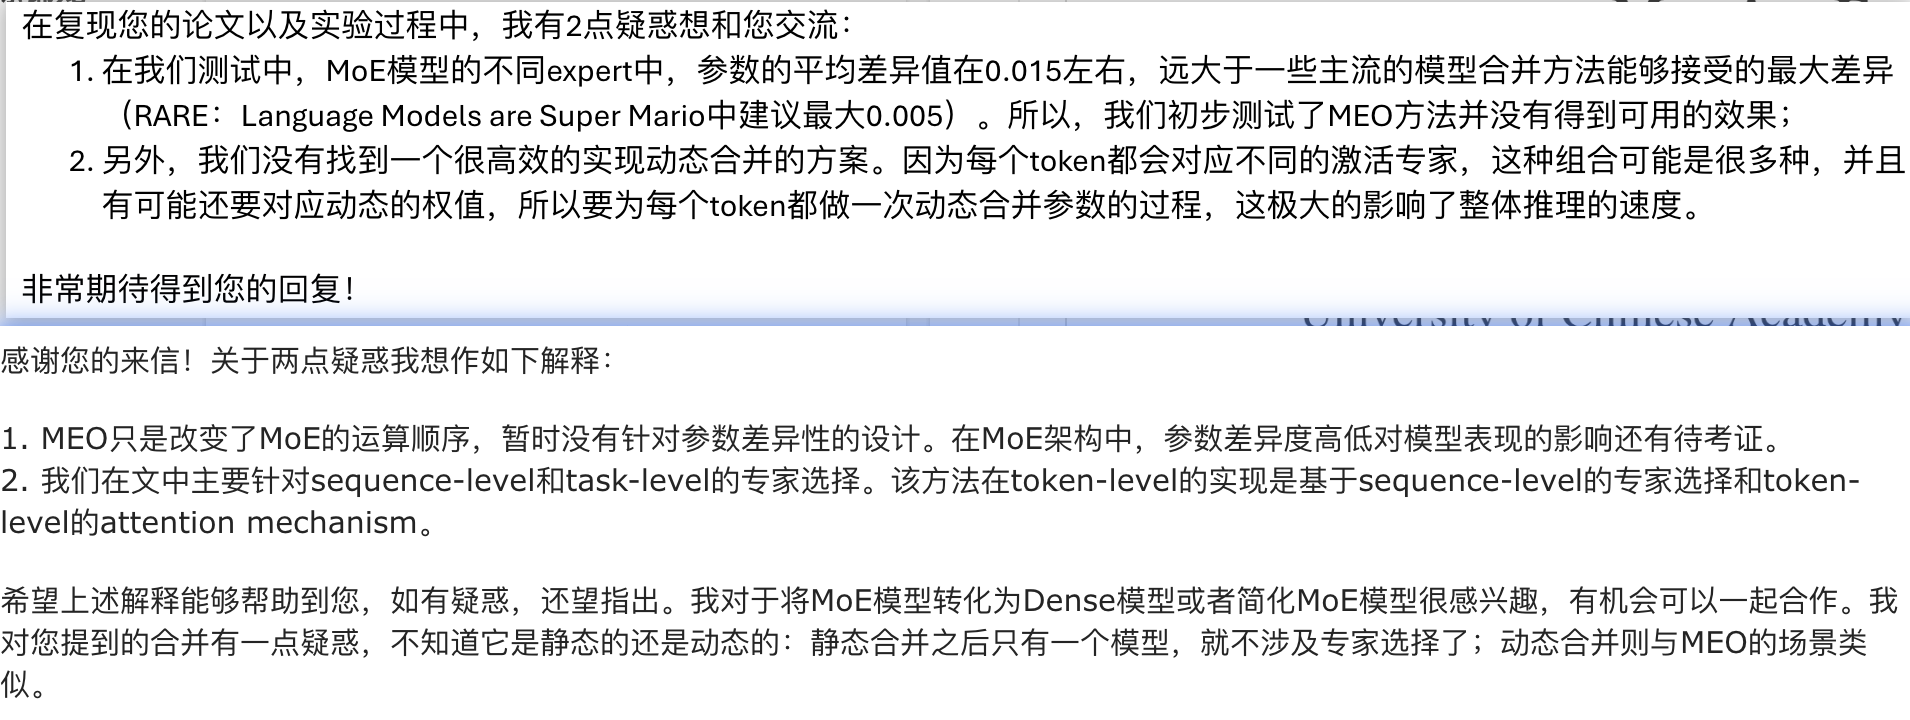 在复现您的论文以及实验过程中，我有2点疑惑想和您交流：
1. 在我们测试中，MoE模型的不同expert中，参数的平均差异值在0.015左右，远大于一些主流的模型合并方法能够接受的最大差异
（RARE：Language Models are Super Mario中建议最大0.005）。所以，我们初步测试了MEO方法并没有得到可用的效果；
2. 另外，我们没有找到一个很高效的实现动态合并的方案。因为每个token都会对应不同的激活专家，这种组合可能是很多种，并且
有可能还要对应动态的权值，所以要为每个token都做一次动态合并参数的过程，这极大的影响了整体推理的速度。
非常期待得到您的回复！
University of Chinese Academy
感谢您的来信！关于两点疑惑我想作如下解释：
1. MEO只是改变了MoE的运算顺序，暂时没有针对参数差异性的设计。在MoE架构中，参数差异度高低对模型表现的影响还有待考证。
2. 我们在文中主要针对sequence-level和task-level的专家选择。该方法在token-level的实现是基于sequence-level的专家选择和token-
level的attention mechanism。
希望上述解释能够帮助到您，如有疑惑，还望指出。我对于将MoE模型转化为Dense模型或者简化MoE模型很感兴趣，有机会可以一起合作。我
对您提到的合并有一点疑惑，不知道它是静态的还是动态的：静态合并之后只有一个模型，就不涉及专家选择了；动态合并则与MEO的场景类
似。